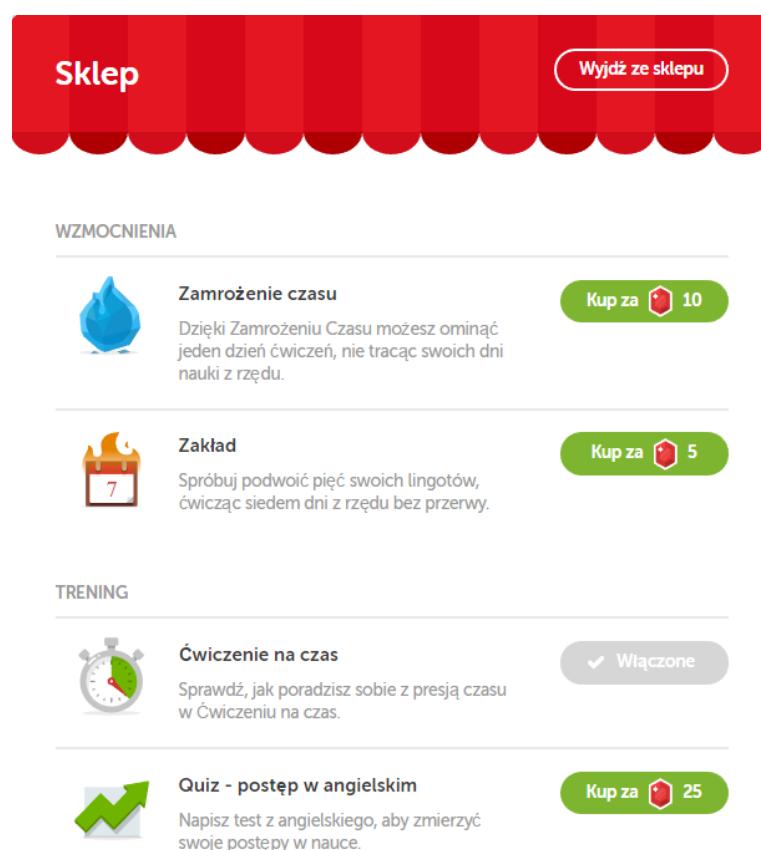 Sklep
Wyjdź ze sklepu
WZMOCNIENIA
Zamrożenie czasu
Kup za 10
Dzięki Zamrożeniu Czasu możesz ominąć
jeden dzień ćwiczeń, nie tracąc swoich dni
nauki z rzędu.
Zakład
Kup za 5
7
Spróbuj podwoić pięć swoich lingotów,
ćwicząc siedem dni z rzędu bez przerwy.
TRENING
Ćwiczenie na czas
Włączone
Sprawdź, jak poradzisz sobie z presją czasu
w Ćwiczeniu na czas.
Quiz - postęp w angielskim
Kup za 25
Napisz test z angielskiego, aby zmierzyć
swoje postępy w nauce.